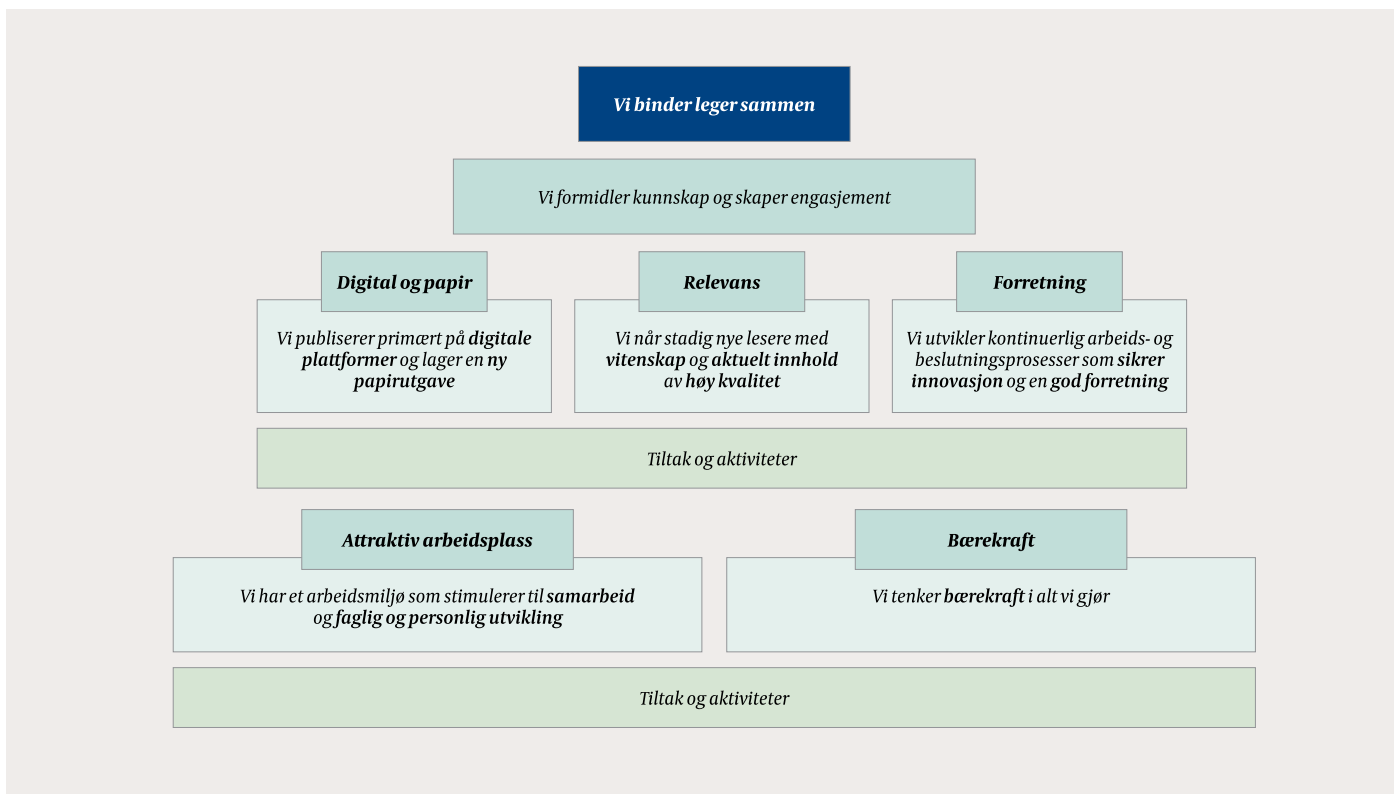 Vi binder leger sammen
Vi formidler kunnskap og skaper engasjement
Digital og papir
Vi publiserer primært på digitale
plattformer og lager en ny
papirutgave
Relevans
Vi når stadig nye lesere med
vitenskap og aktuelt innhold
av høy kvalitet
Forretning
Vi utvikler kontinuerlig arbeids- og
beslutningsprosesser som sikrer
innovasjon og en god forretning
Tiltak og aktiviteter
Attraktiv arbeidsplass
Vi har et arbeidsmiljø som stimulerer til samarbeid
og faglig og personlig utvikling
Bærekraft
Vi tenker bærekraft i alt vi gjør
Tiltak og aktiviteter